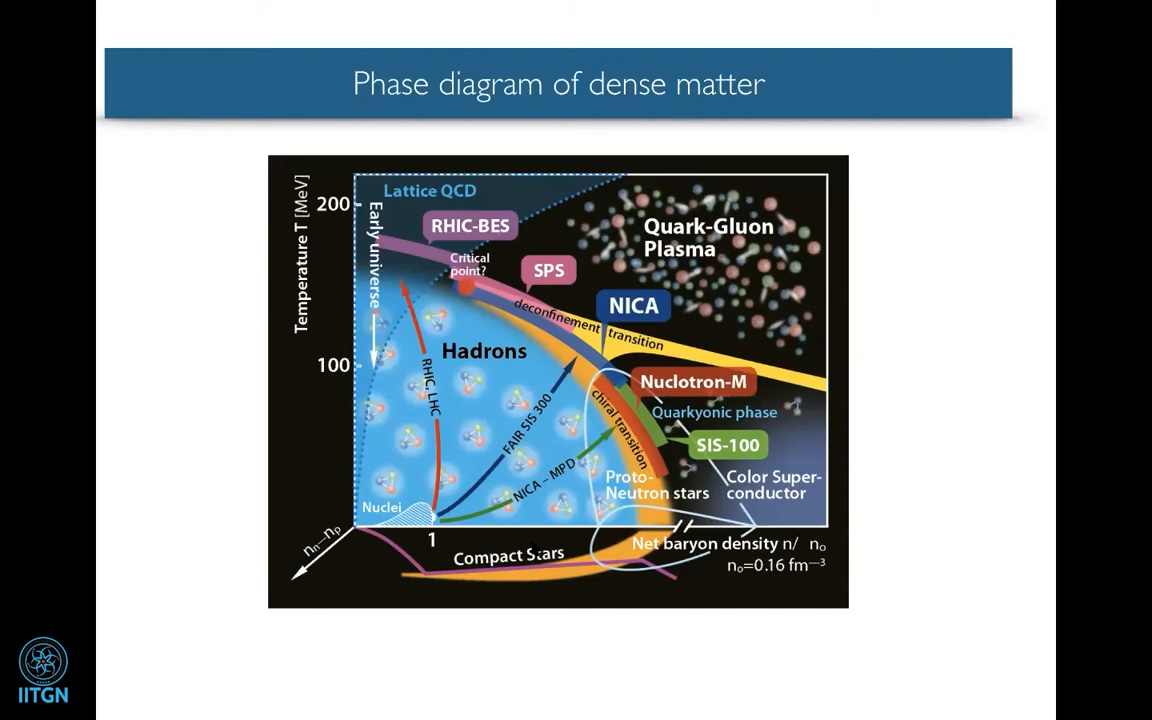 Phase diagram of dense matter
Temperature T [MeV]
200
100
Lattice QCD
Early universe
RHIC-BES
Critical
point?
SPS
Quark-Gluon
Plasma
NICA
deconfinement transition
Hadrons
RHIC, LHC
FAIR SIS 300
NICA – MPD
chiral transition
Nuclotron-M
Quarkyonic phase
SIS-100
Proto-
Neutron stars
Color Super-
conductor
Nuclei
1
nₙ–nₚ
Compact Stars
Net baryon density n/ n₀
n₀=0.16 fm⁻³
IITGN